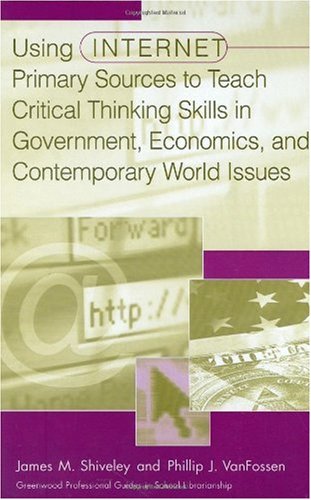 Using INTERNET
Primary Sources to Teach
Critical Thinking Skills in
Government, Economics, and
Contemporary World Issues
Forward
@
http://
James M. Shiveley and Phillip J. VanFossen
Greenwood Professional Guides in School Librarianship